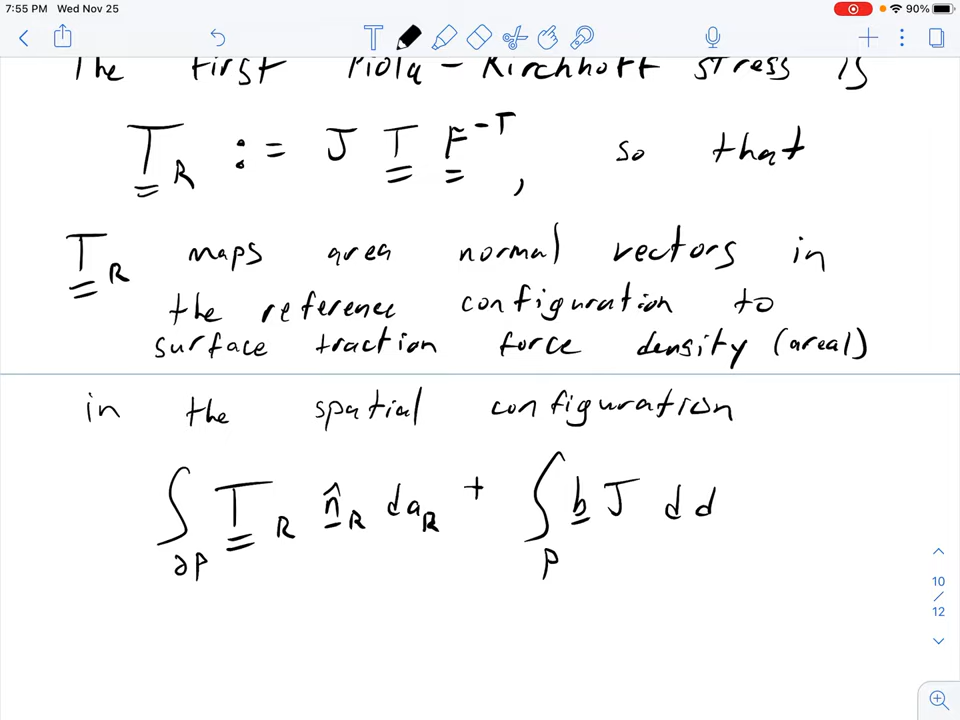 7:55 PM Wed Nov 25
90%
The first Piola-Kirchhoff stress is
T_R := J T F^{-T}, so that
T_R maps area normal vectors in
the reference configuration to
surface traction force density (areal)
in the spatial configuration
∫_{∂P} T_R n̂_R da_R + ∫_P b J d d
10
/
12